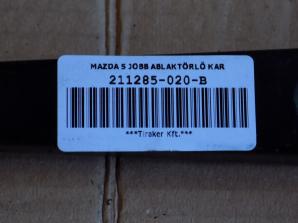 MAZDA 5 JOBB ABLAKTÖRLŐ KAR
211285-020-B
***Tiraker Kft.***